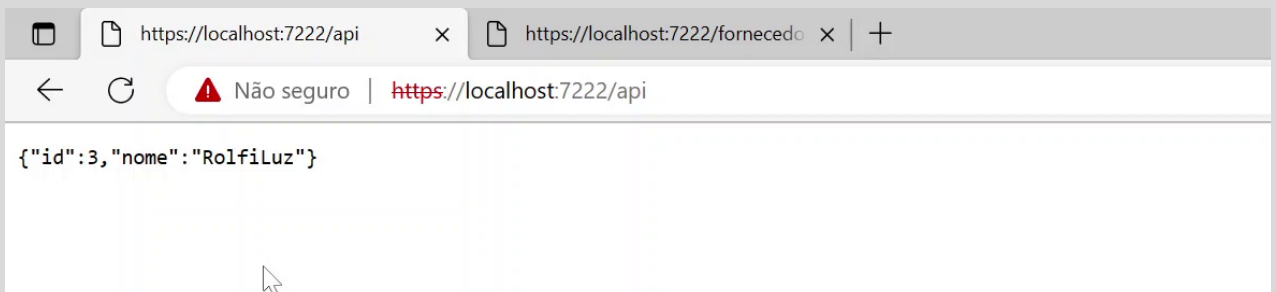 https://localhost:7222/api
https://localhost:7222/fornecedo
Não seguro | https://localhost:7222/api
{"id":3,"nome":"RolfiLuz"}